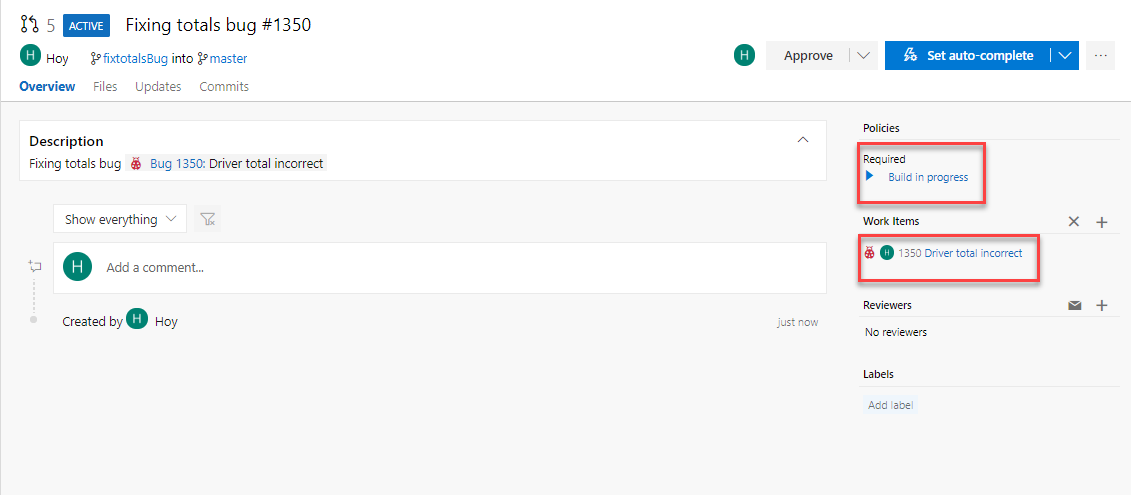 5 ACTIVE Fixing totals bug #1350
H Hoy fixtotalsBug into master
H Approve Set auto-complete ...
Overview Files Updates Commits
Description
Fixing totals bug Bug 1350: Driver total incorrect
Show everything
H Add a comment...
Created by H Hoy just now
Policies
Required
Build in progress
Work Items
H 1350 Driver total incorrect
Reviewers
No reviewers
Labels
Add label